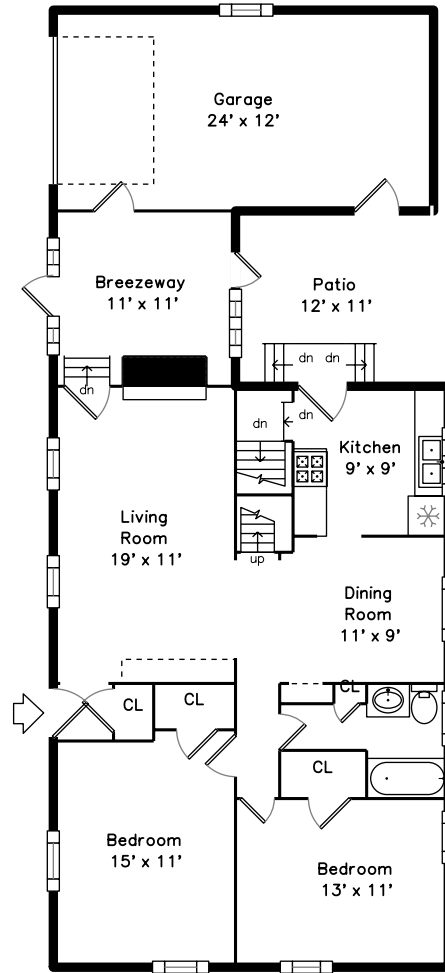 Garage
24' x 12'
Breezeway
11' x 11'
Patio
12' x 11'
dn dn
dn
dn
dn
Kitchen
9' x 9'
Living
Room
19' x 11'
up
Dining
Room
11' x 9'
CL
CL
CL
CL
Bedroom
15' x 11'
Bedroom
13' x 11'